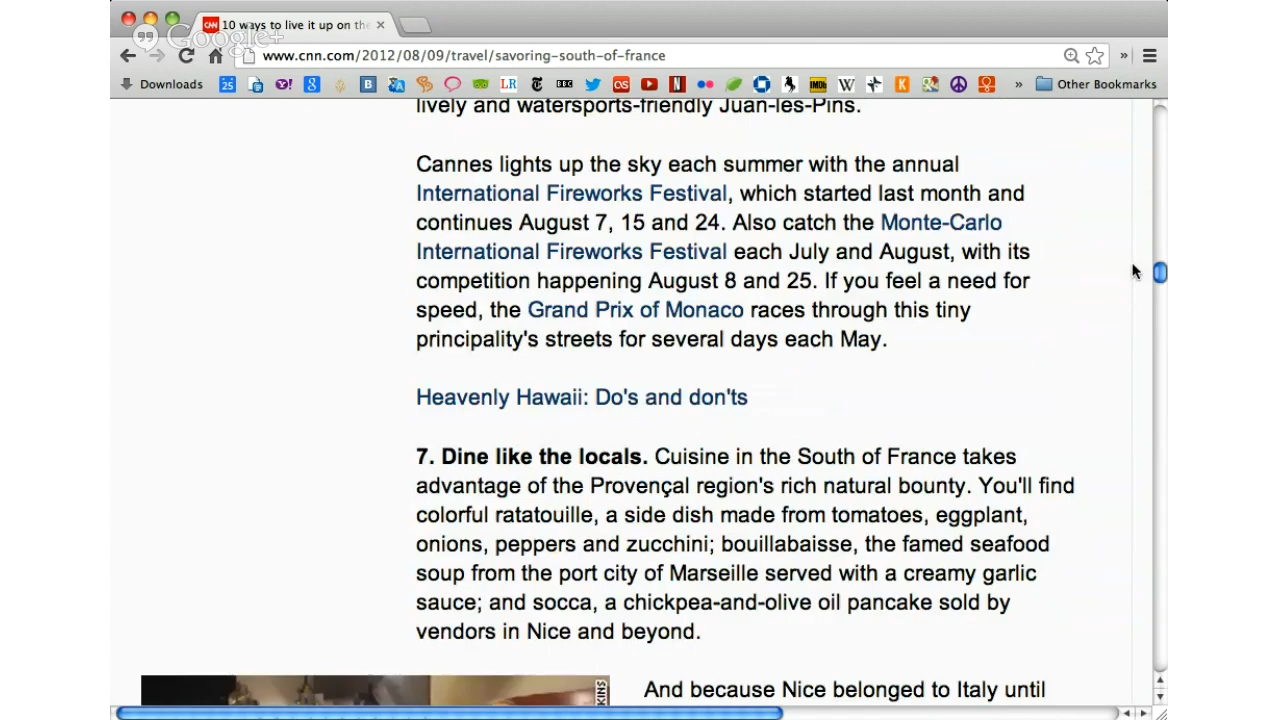 10 ways to live it up on the
Google+
www.cnn.com/2012/08/09/travel/savoring-south-of-france
Downloads
Other Bookmarks
lively and watersports-friendly Juan-les-Pins.
Cannes lights up the sky each summer with the annual
International Fireworks Festival, which started last month and
continues August 7, 15 and 24. Also catch the Monte-Carlo
International Fireworks Festival each July and August, with its
competition happening August 8 and 25. If you feel a need for
speed, the Grand Prix of Monaco races through this tiny
principality's streets for several days each May.
Heavenly Hawaii: Do's and don'ts
7. Dine like the locals. Cuisine in the South of France takes
advantage of the Provençal region's rich natural bounty. You'll find
colorful ratatouille, a side dish made from tomatoes, eggplant,
onions, peppers and zucchini; bouillabaisse, the famed seafood
soup from the port city of Marseille served with a creamy garlic
sauce; and socca, a chickpea-and-olive oil pancake sold by
vendors in Nice and beyond.
And because Nice belonged to Italy until